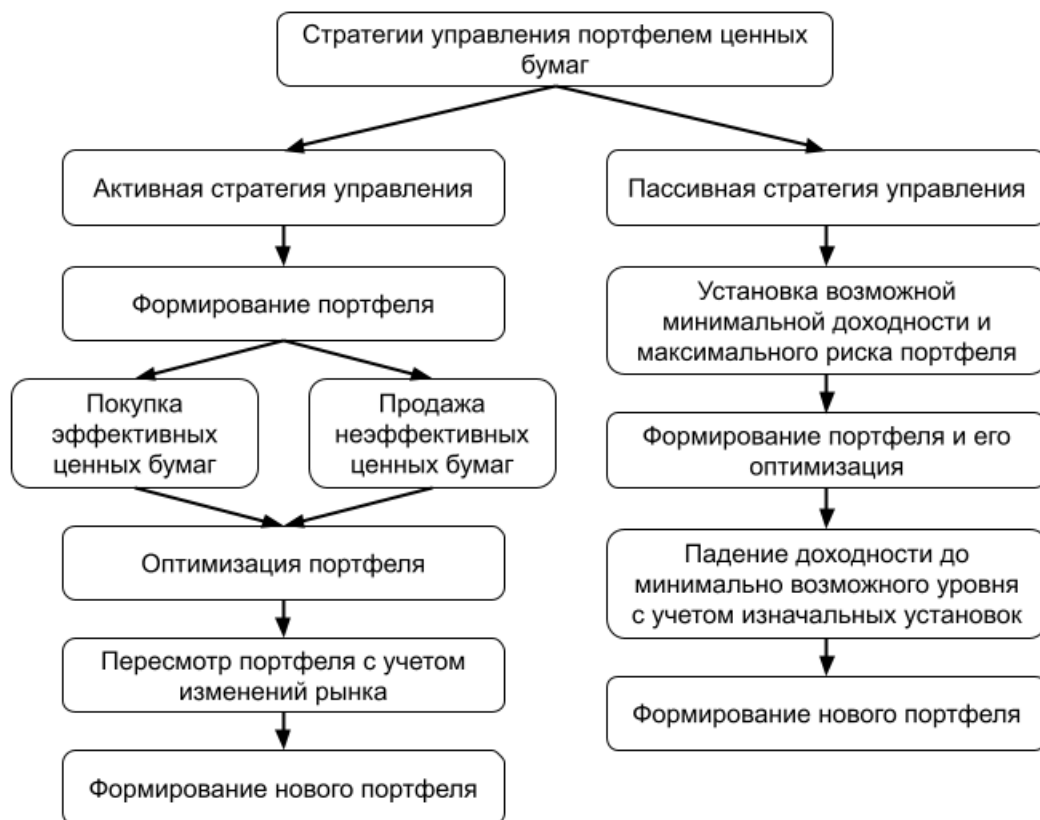 Стратегии управления портфелем ценных
бумаг
Активная стратегия управления
Формирование портфеля
Покупка
эффективных
ценных бумаг
Продажа
неэффективных
ценных бумаг
Оптимизация портфеля
Пересмотр портфеля с учетом
изменений рынка
Формирование нового портфеля
Пассивная стратегия управления
Установка возможной
минимальной доходности и
максимального риска портфеля
Формирование портфеля и его
оптимизация
Падение доходности до
минимально возможного уровня
с учетом изначальных установок
Формирование нового портфеля